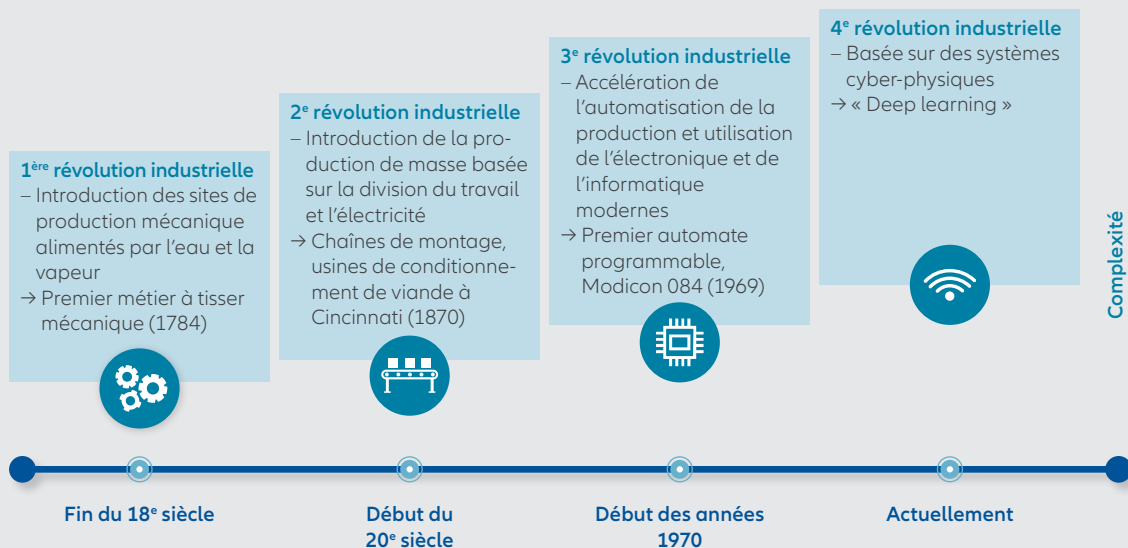 1ère révolution industrielle
– Introduction des sites de
production mécanique
alimentés par l'eau et la
vapeur
→ Premier métier à tisser
mécanique (1784)
2e révolution industrielle
– Introduction de la pro-
duction de masse basée
sur la division du travail
et l'électricité
→ Chaînes de montage,
usines de conditionne-
ment de viande à
Cincinnati (1870)
3e révolution industrielle
– Accélération de
l'automatisation de la
production et utilisation
de l'électronique et de
l'informatique
modernes
→ Premier automate
programmable,
Modicon 084 (1969)
4e révolution industrielle
– Basée sur des systèmes
cyber-physiques
→ « Deep learning »
Complexité
Fin du 18e siècle
Début du
20e siècle
Début des années
1970
Actuellement